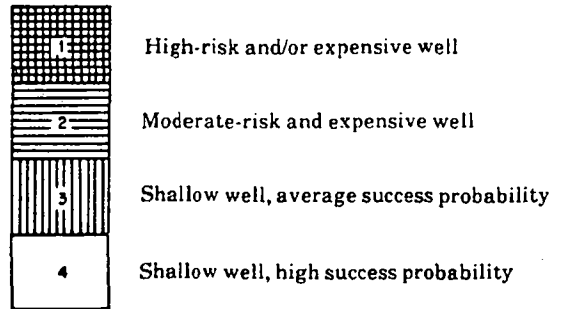 1 High-risk and/or expensive well
2 Moderate-risk and expensive well
3 Shallow well, average success probability
4 Shallow well, high success probability